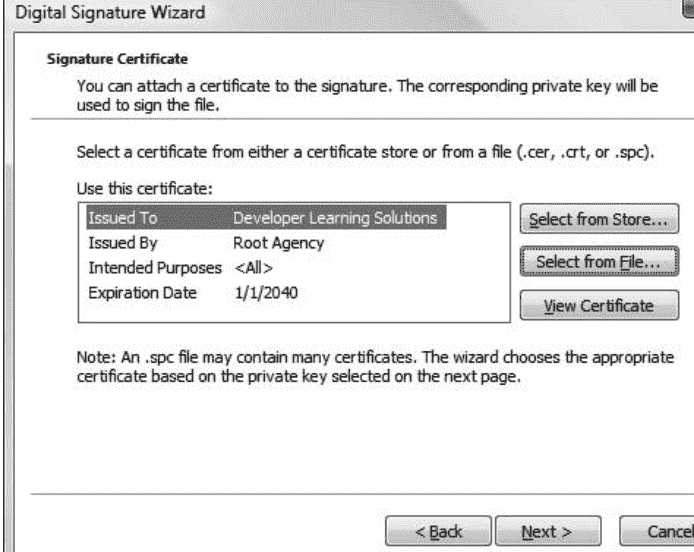 Digital Signature Wizard
Signature Certificate
You can attach a certificate to the signature. The corresponding private key will be
used to sign the file.
Select a certificate from either a certificate store or from a file (.cer, .crt, or .spc).
Use this certificate:
Issued To Developer Learning Solutions
Issued By Root Agency
Intended Purposes <All>
Expiration Date 1/1/2040
Select from Store...
Select from File...
View Certificate
Note: An .spc file may contain many certificates. The wizard chooses the appropriate
certificate based on the private key selected on the next page.
< Back Next > Cancel